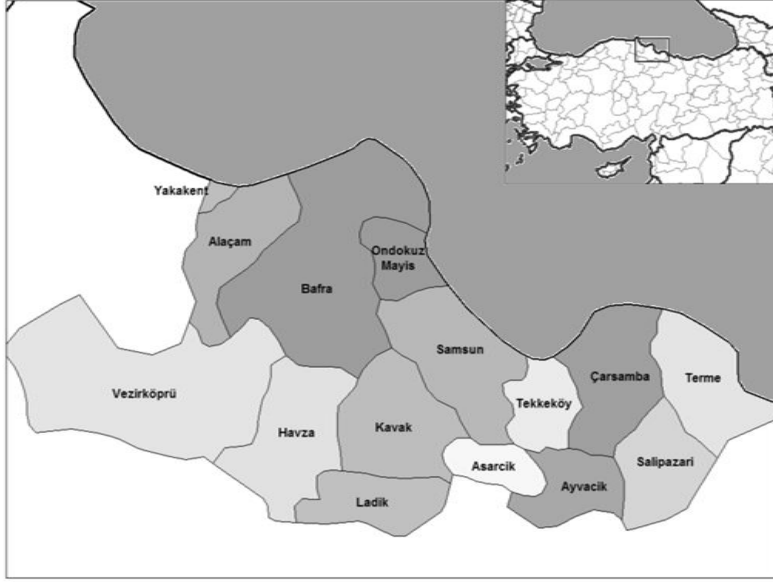 Yakakent
Alaçam
Ondokuz
Mayis
Bafra
Samsun
Çarsamba
Terme
Vezirköprü
Tekkeköy
Havza
Kavak
Asarcik
Salipazari
Ayvacik
Ladik